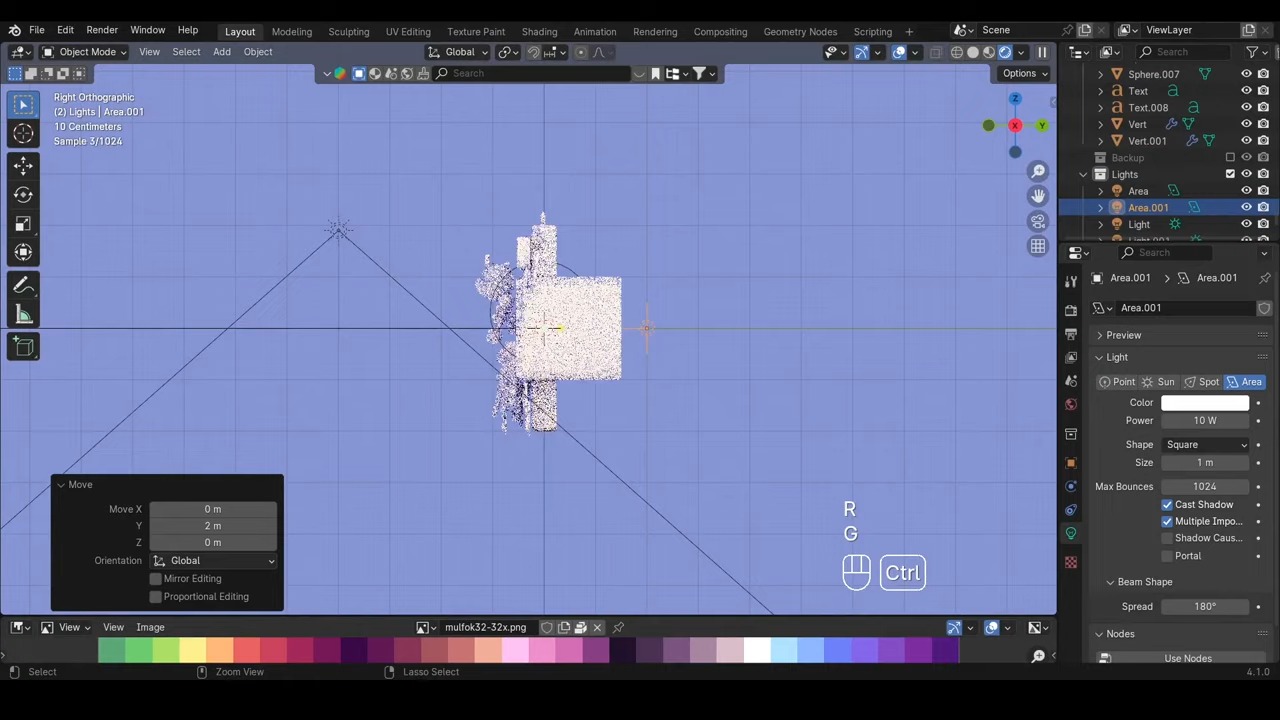 File Edit Render Window Help Layout Modeling Sculpting UV Editing Texture Paint Shading Animation Rendering Compositing Geometry Nodes Scripting Scene ViewLayer
Object Mode View Select Add Object Global Search
Search Options
Right Orthographic
(2) Lights | Area.001
10 Centimeters
Sample 3/1024
Z
X
Y
Sphere.007
Text
Text.008
Vert
Vert.001
Backup
Lights
Area
Area.001
Light
Search
Area.001 Area.001
Area.001
Preview
Light
Point Sun Spot Area
Color
Power 10 W
Shape Square
Size 1 m
Max Bounces 1024
Cast Shadow
Multiple Impo...
Shadow Caus...
Portal
Beam Shape
Spread 180°
Nodes
Use Nodes
Move
Move X 0 m
Y 2 m
Z 0 m
Orientation Global
Mirror Editing
Proportional Editing
R
G
Ctrl
View View Image mulfok32-32x.png
Select Zoom View Lasso Select 4.1.0